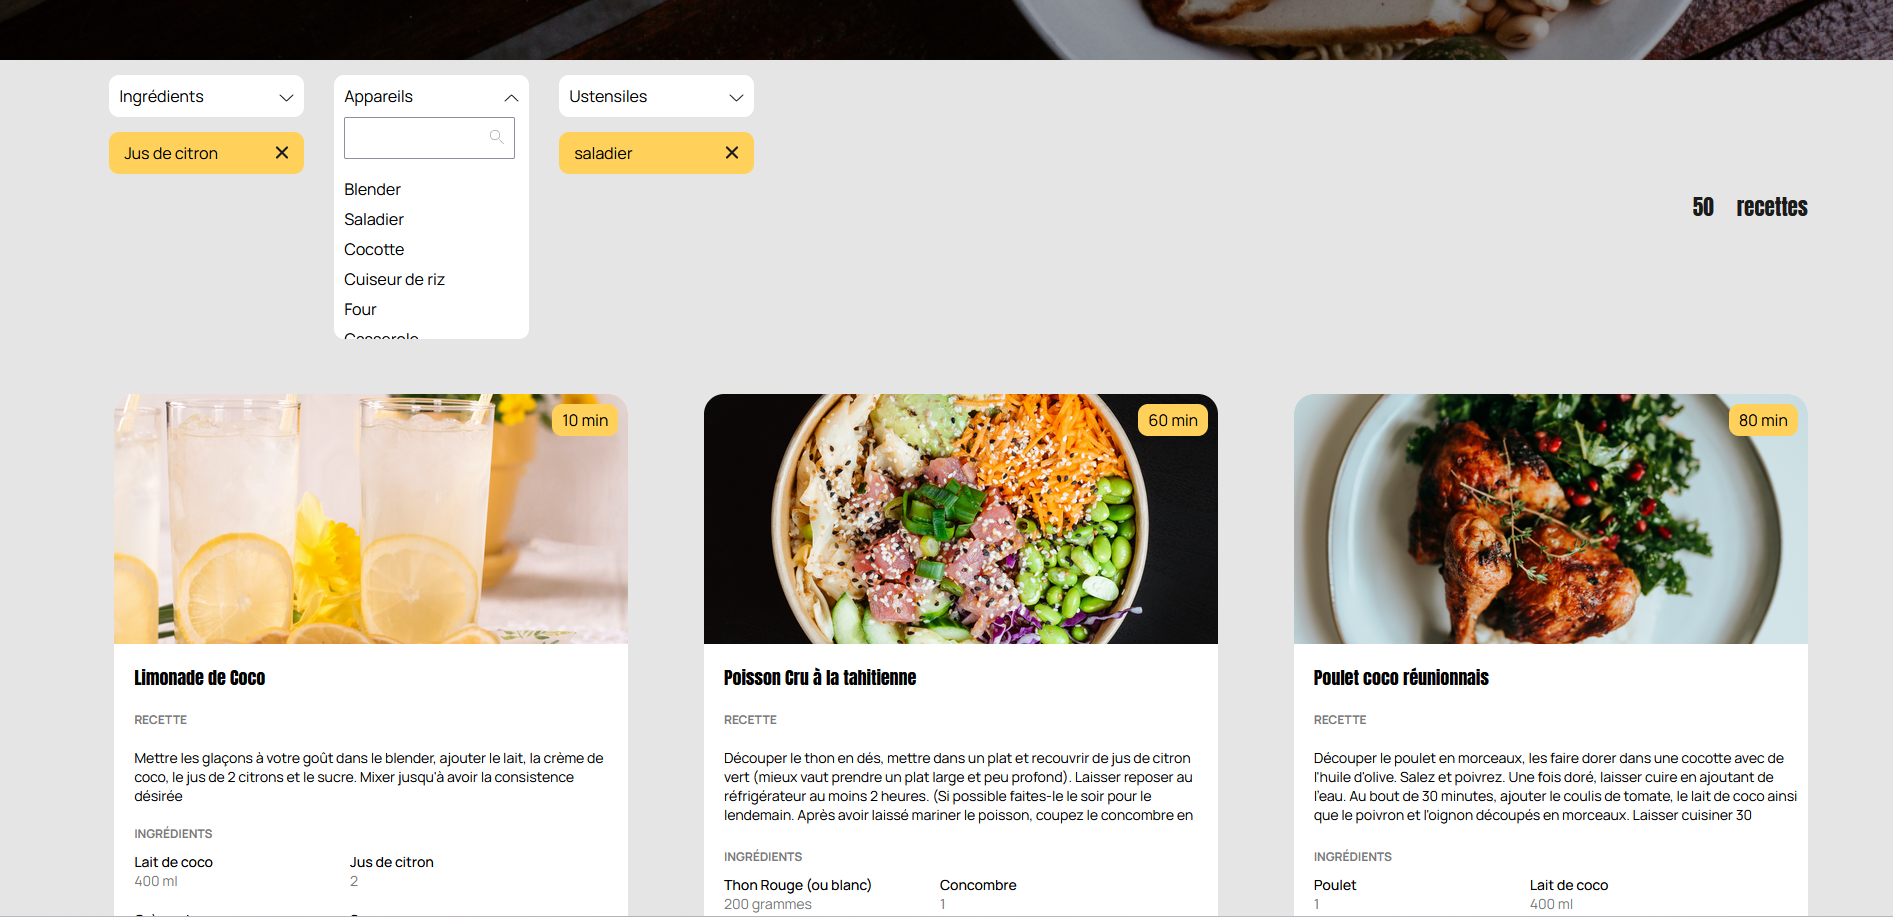 Ingrédients
Appareils
Ustensiles
Jus de citron
saladier
Blender
Saladier
Cocotte
Cuiseur de riz
Four
Casserole
50 recettes
10 min
60 min
80 min
Limonade de Coco
RECETTE
Mettre les glaçons à votre goût dans le blender, ajouter le lait, la crème de
coco, le jus de 2 citrons et le sucre. Mixer jusqu'à avoir la consistence
désirée
INGRÉDIENTS
Lait de coco
400 ml
Jus de citron
2
Poisson Cru à la tahitienne
RECETTE
Découper le thon en dés, mettre dans un plat et recouvrir de jus de citron
vert (mieux vaut prendre un plat large et peu profond). Laisser reposer au
réfrigérateur au moins 2 heures. (Si possible faites-le le soir pour le
lendemain. Après avoir laissé mariner le poisson, coupez le concombre en
INGRÉDIENTS
Thon Rouge (ou blanc)
200 grammes
Concombre
1
Poulet coco réunionnais
RECETTE
Découper le poulet en morceaux, les faire dorer dans une cocotte avec de
l'huile d'olive. Salez et poivrez. Une fois doré, laisser cuire en ajoutant de
l'eau. Au bout de 30 minutes, ajouter le coulis de tomate, le lait de coco ainsi
que le poivron et l'oignon découpés en morceaux. Laisser cuisiner 30
INGRÉDIENTS
Poulet
1
Lait de coco
400 ml